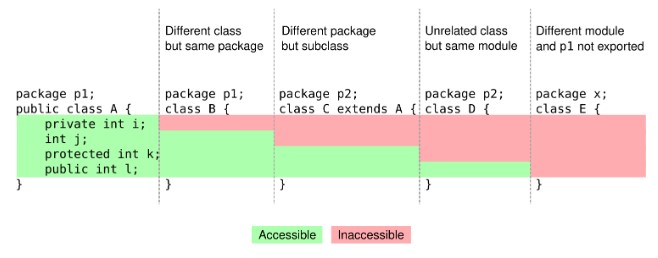 Different class
but same package
Different package
but subclass
Unrelated class
but same module
Different module
and p1 not exported
package p1;
public class A {
    private int i;
    int j;
    protected int k;
    public int l;
}
package p1;
class B {
}
package p2;
class C extends A {
}
package p2;
class D {
}
package x;
class E {
}
Accessible
Inaccessible